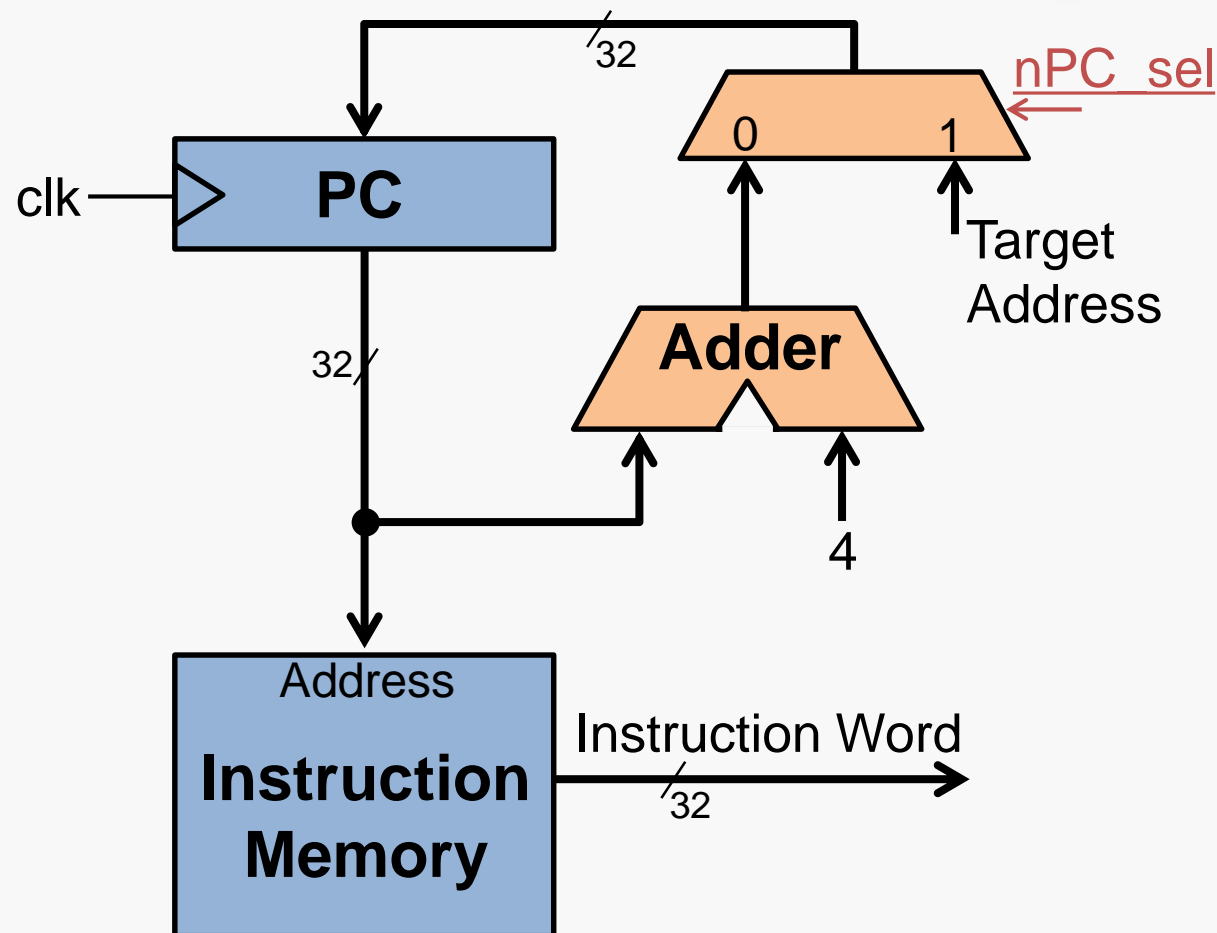 32
nPC_sel
0 1
clk
PC
Target
Address
32
Adder
4
Address
Instruction
Memory
Instruction Word
32